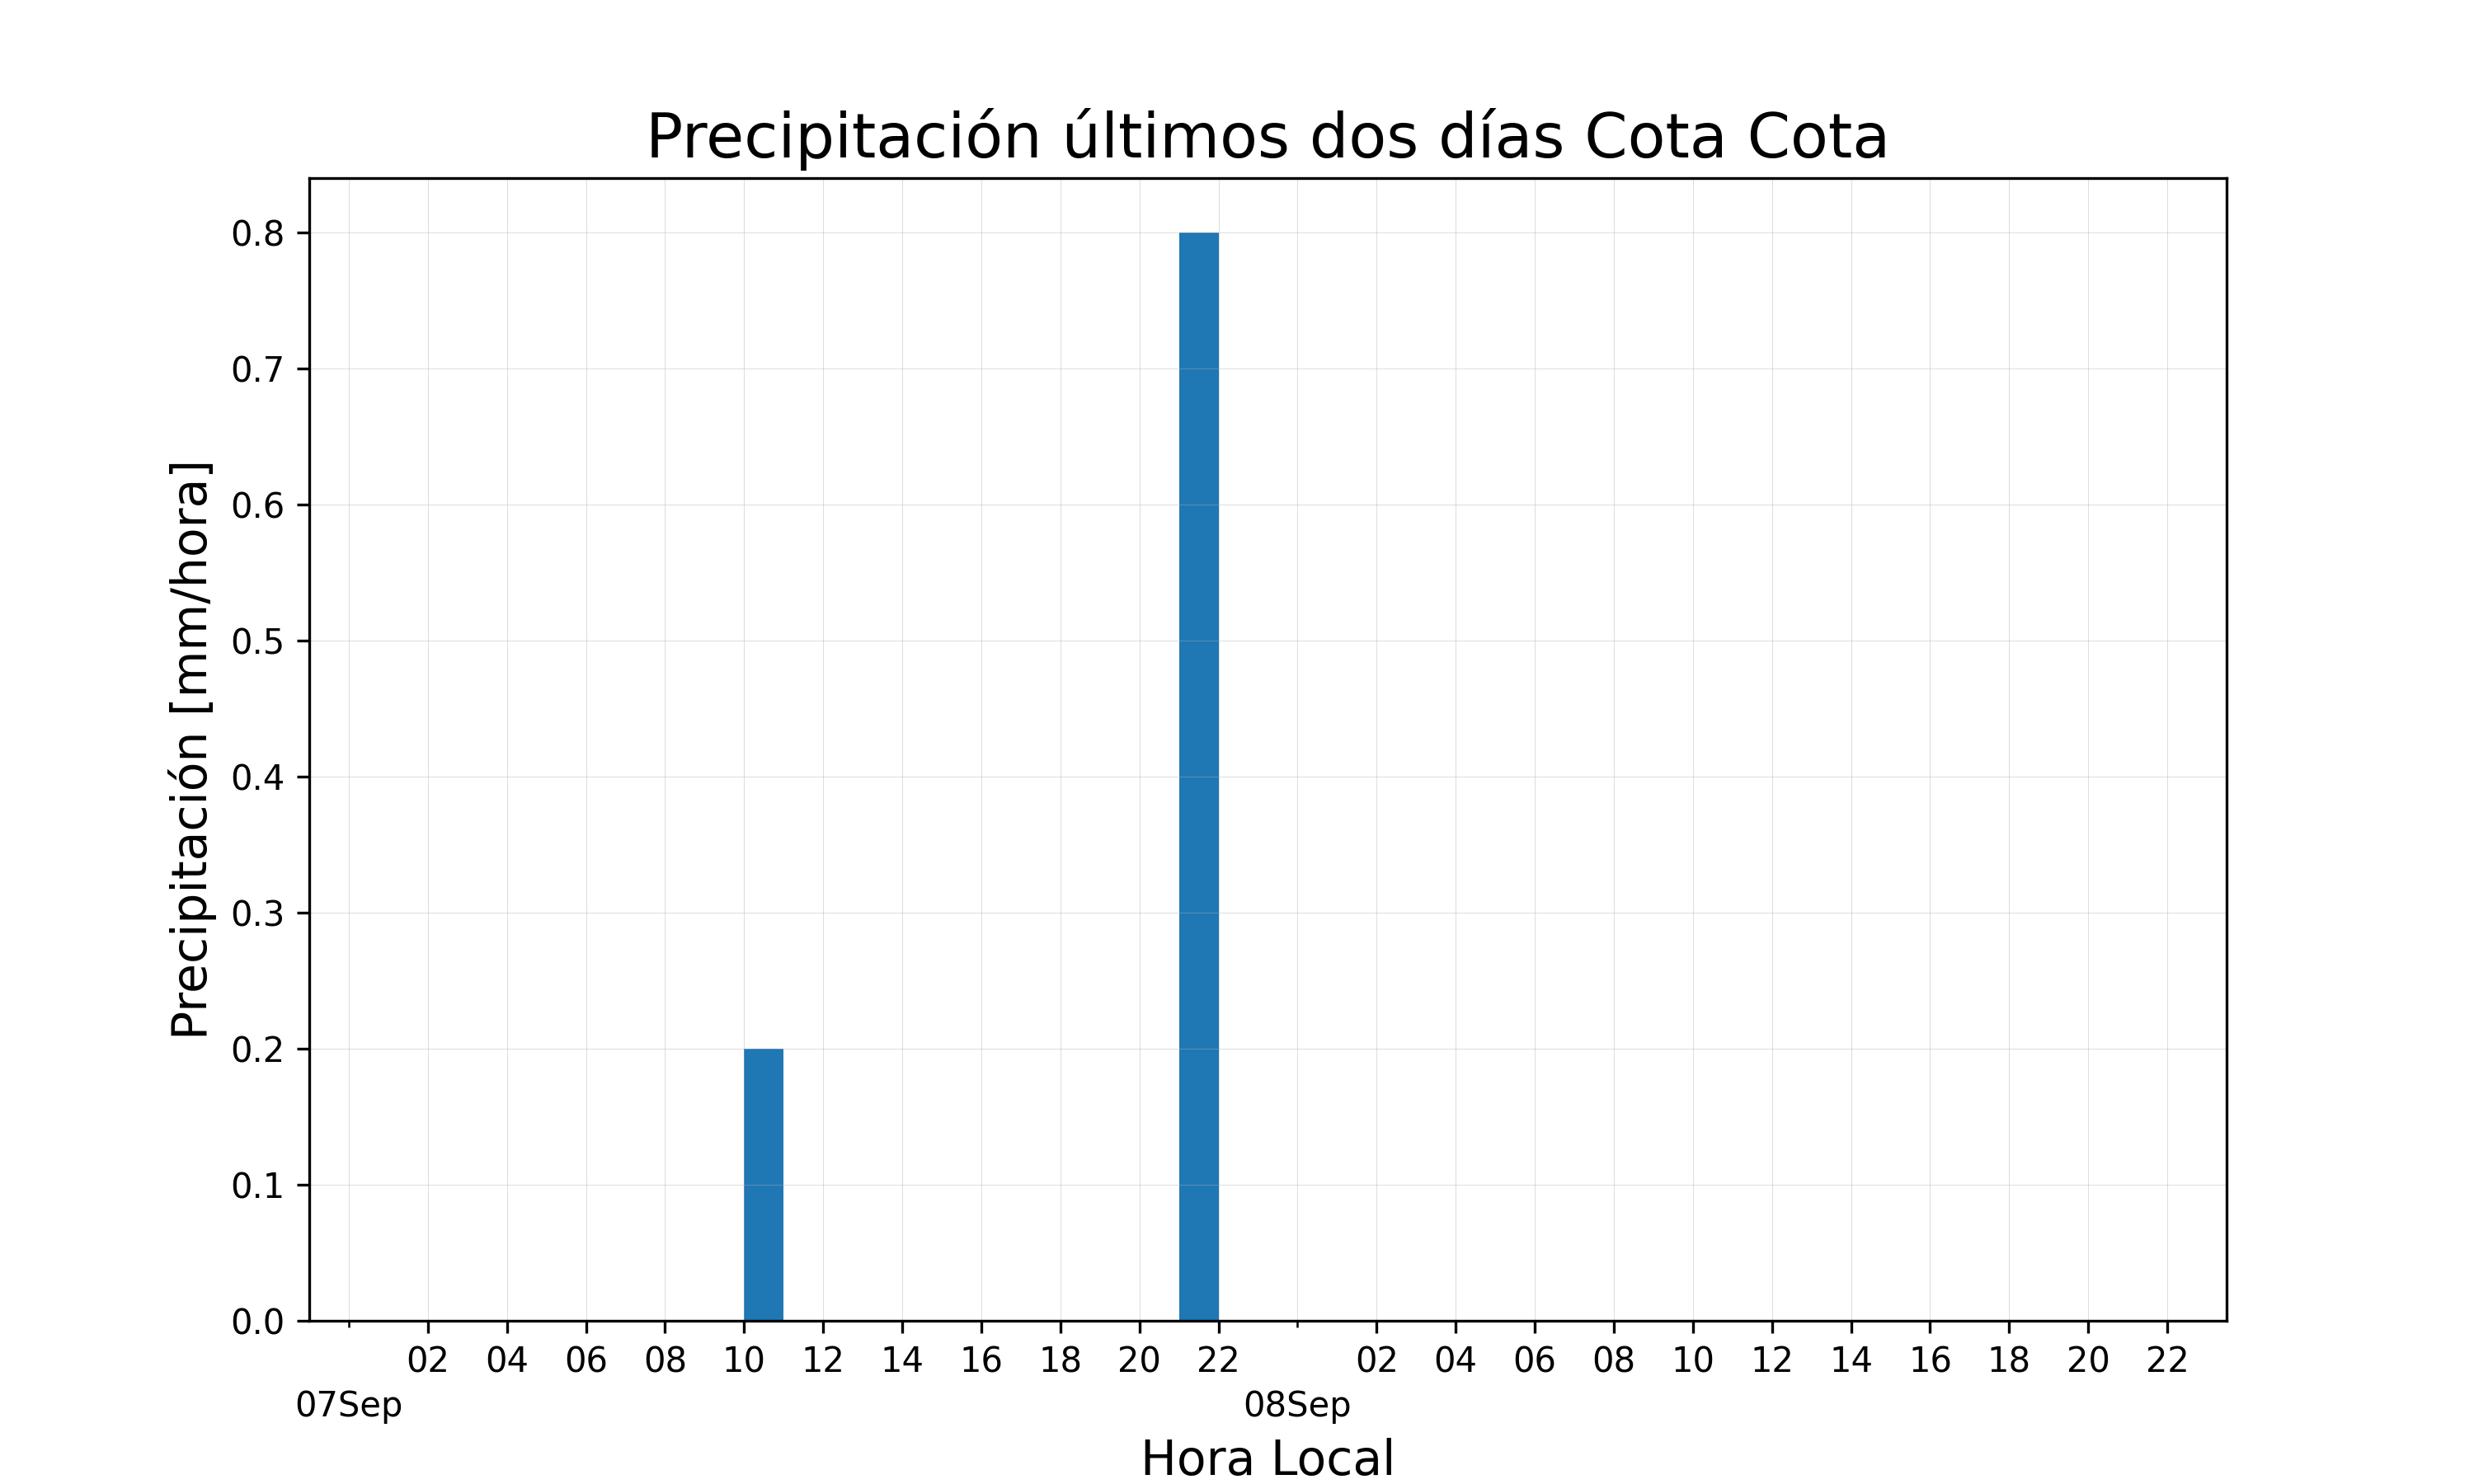 Precipitación últimos dos días Cota Cota
Precipitación [mm/hora]
0.8
0.7
0.6
0.5
0.4
0.3
0.2
0.1
0.0
02 04 06 08 10 12 14 16 18 20 22 02 04 06 08 10 12 14 16 18 20 22
07Sep 08Sep
Hora Local